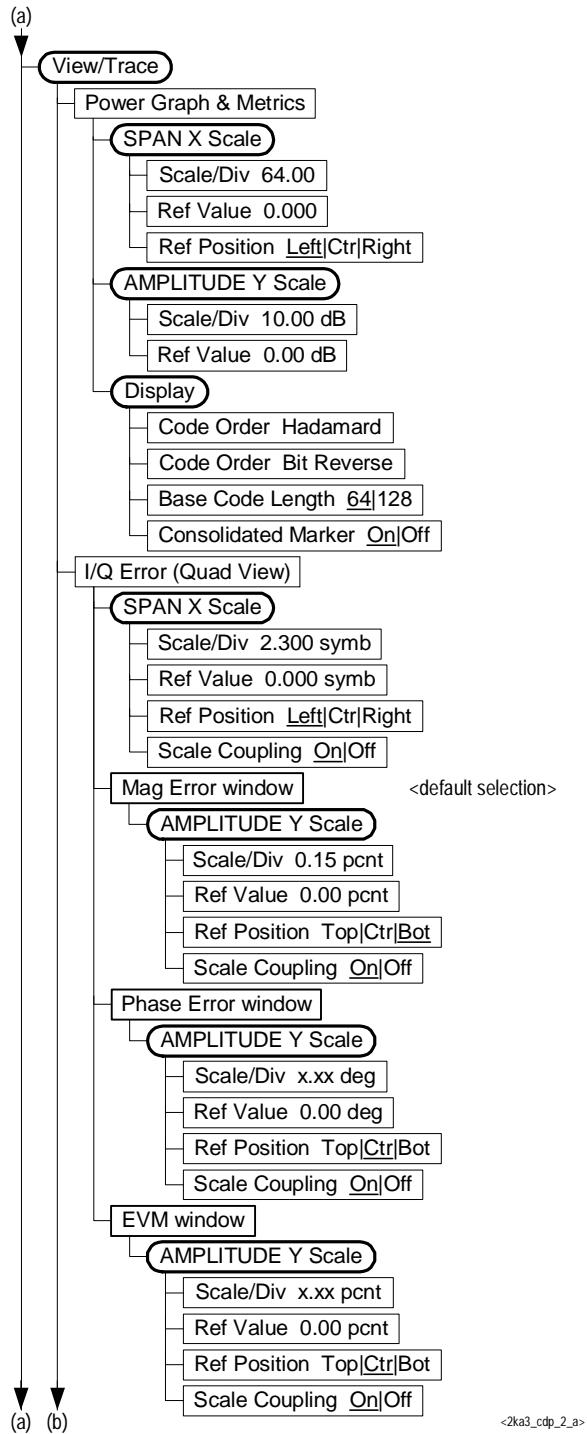 (a)
View/Trace
Power Graph & Metrics
SPAN X Scale
Scale/Div 64.00
Ref Value 0.000
Ref Position Left|Ctr|Right
AMPLITUDE Y Scale
Scale/Div 10.00 dB
Ref Value 0.00 dB
Display
Code Order Hadamard
Code Order Bit Reverse
Base Code Length 64|128
Consolidated Marker On|Off
I/Q Error (Quad View)
SPAN X Scale
Scale/Div 2.300 symb
Ref Value 0.000 symb
Ref Position Left|Ctr|Right
Scale Coupling On|Off
Mag Error window <default selection>
AMPLITUDE Y Scale
Scale/Div 0.15 pcnt
Ref Value 0.00 pcnt
Ref Position Top|Ctr|Bot
Scale Coupling On|Off
Phase Error window
AMPLITUDE Y Scale
Scale/Div x.xx deg
Ref Value 0.00 deg
Ref Position Top|Ctr|Bot
Scale Coupling On|Off
EVM window
AMPLITUDE Y Scale
Scale/Div x.xx pcnt
Ref Value 0.00 pcnt
Ref Position Top|Ctr|Bot
Scale Coupling On|Off
(a) (b) <2ka3_cdp_2_a>